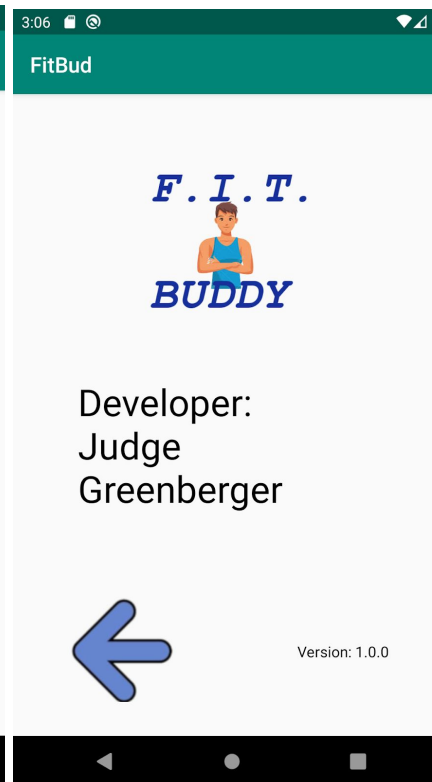 3:06
FitBud
F.I.T.
BUDDY
Developer:
Judge
Greenberger
Version: 1.0.0